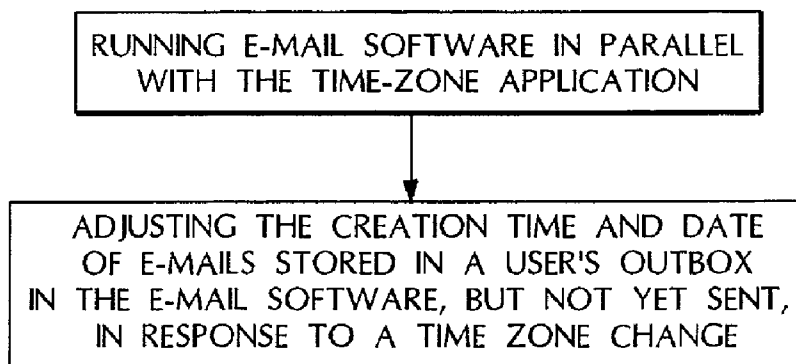 RUNNING E-MAIL SOFTWARE IN PARALLEL
WITH THE TIME-ZONE APPLICATION
ADJUSTING THE CREATION TIME AND DATE
OF E-MAILS STORED IN A USER'S OUTBOX
IN THE E-MAIL SOFTWARE, BUT NOT YET SENT,
IN RESPONSE TO A TIME ZONE CHANGE